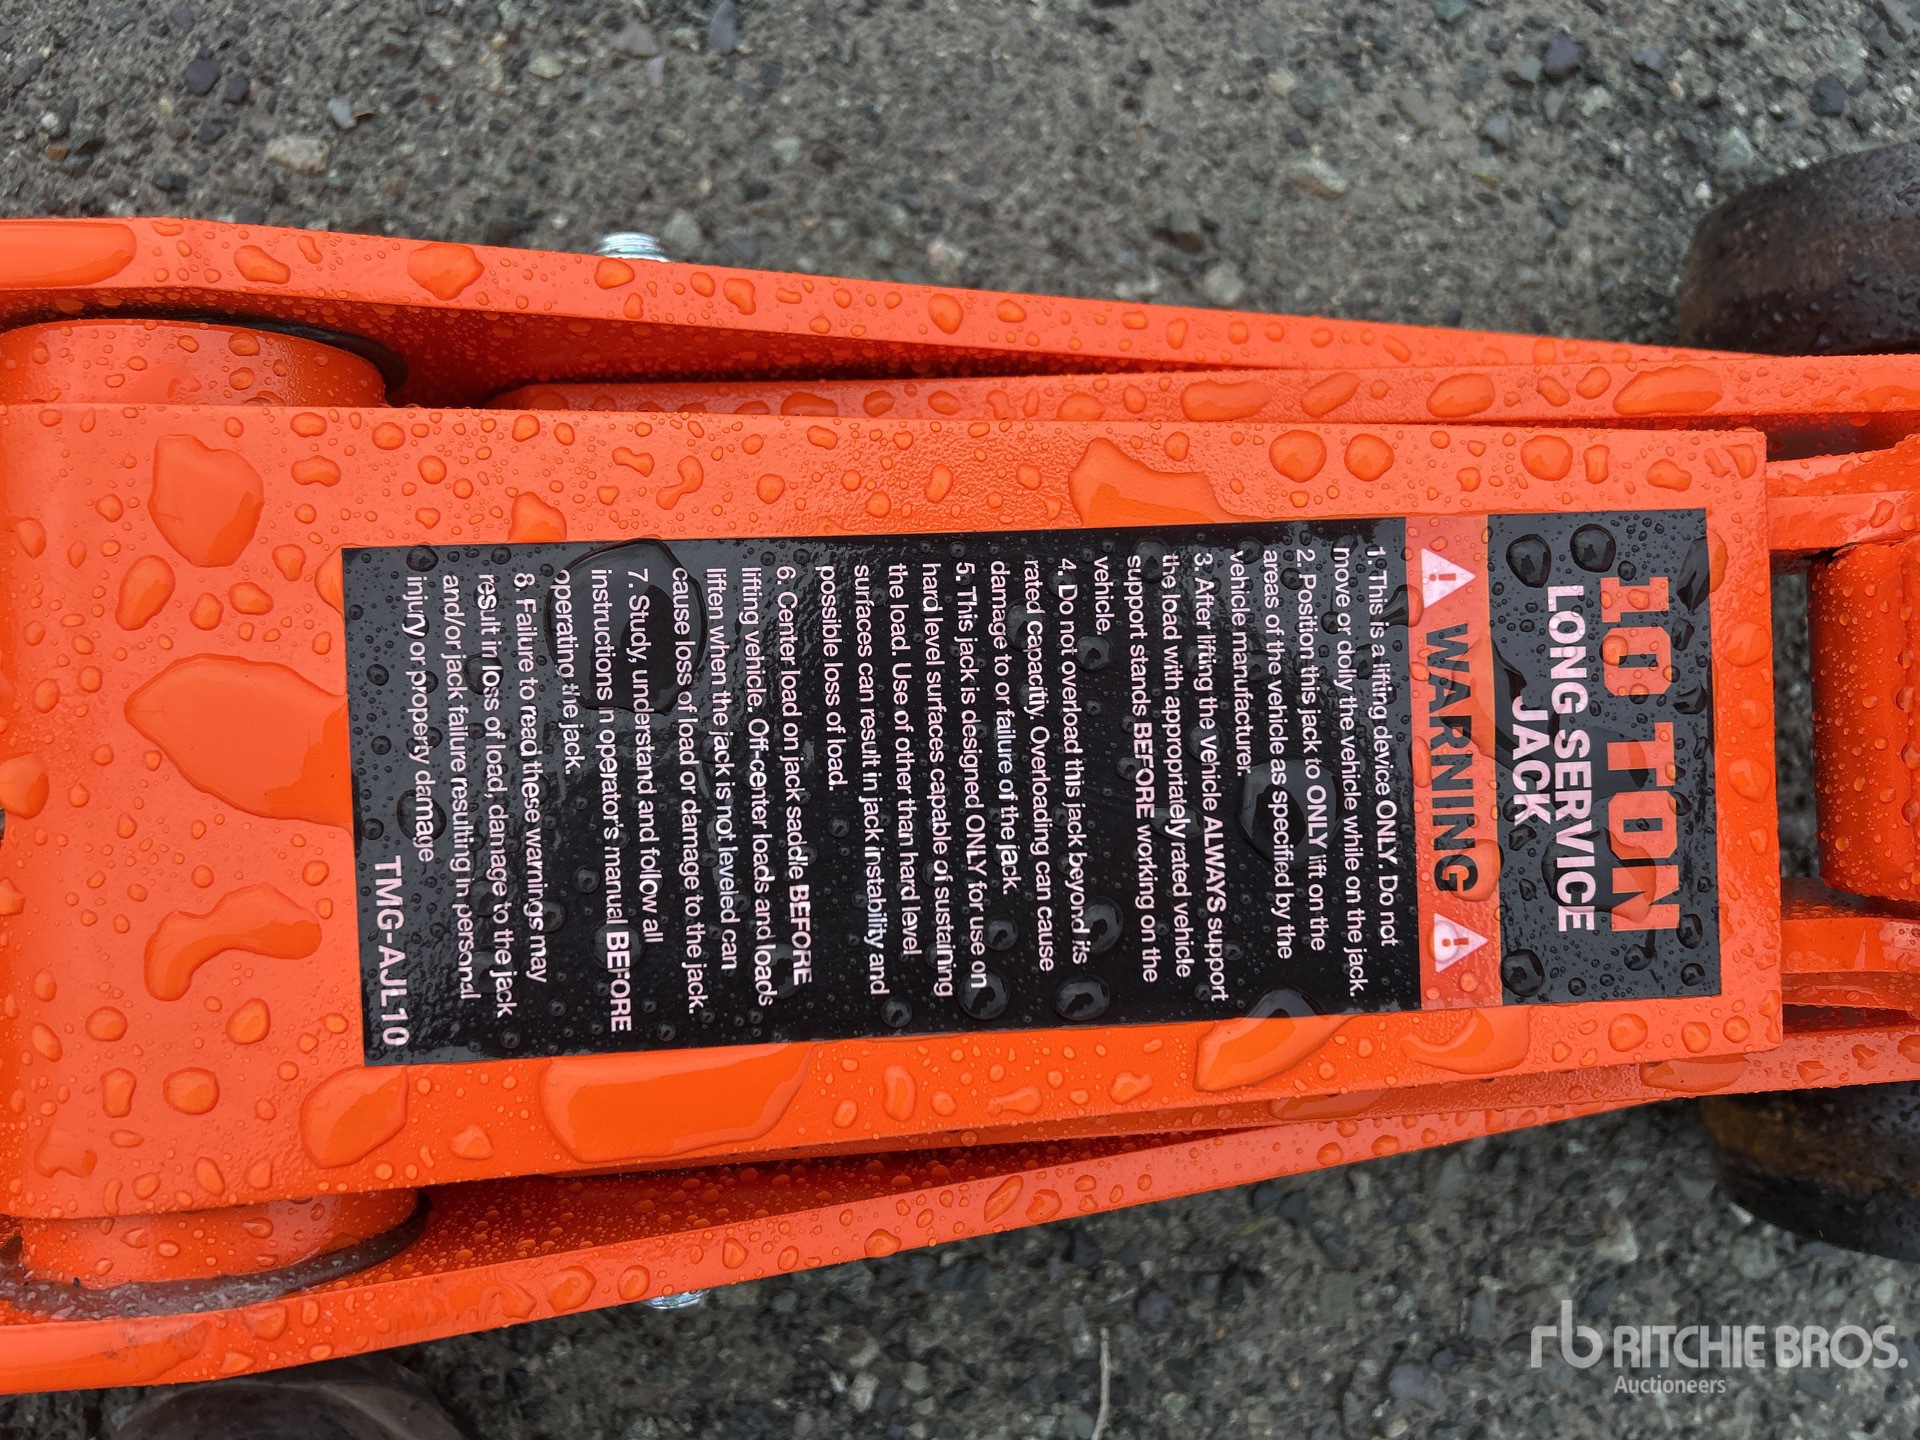 10 TON
LONG SERVICE
JACK
WARNING
1. This is a lifting device ONLY. Do not
move or dolly the vehicle while on the jack.
2. Position this jack to ONLY lift on the
areas of the vehicle as specified by the
vehicle manufacturer.
3. After lifting the vehicle ALWAYS support
the load with appropriately rated vehicle
support stands BEFORE working on the
vehicle.
4. Do not overload this jack beyond its
rated capacity. Overloading can cause
damage to or failure of the jack.
5. This jack is designed ONLY for use on
hard level surfaces capable of sustaining
the load. Use of other than hard level
surfaces can result in jack instability and
possible loss of load.
6. Center load on jack saddle BEFORE
lifting vehicle. Off-center loads and loads
liften when the jack is not leveled can
cause loss of load or damage to the jack.
7. Study, understand and follow all
instructions in operator's manual BEFORE
operating the jack.
8. Failure to read these warnings may
result in loss of load, damage to the jack
and/or jack failure resulting in personal
injury or property damage
TMG-AJL10
rb RITCHIE BROS.
Auctioneers